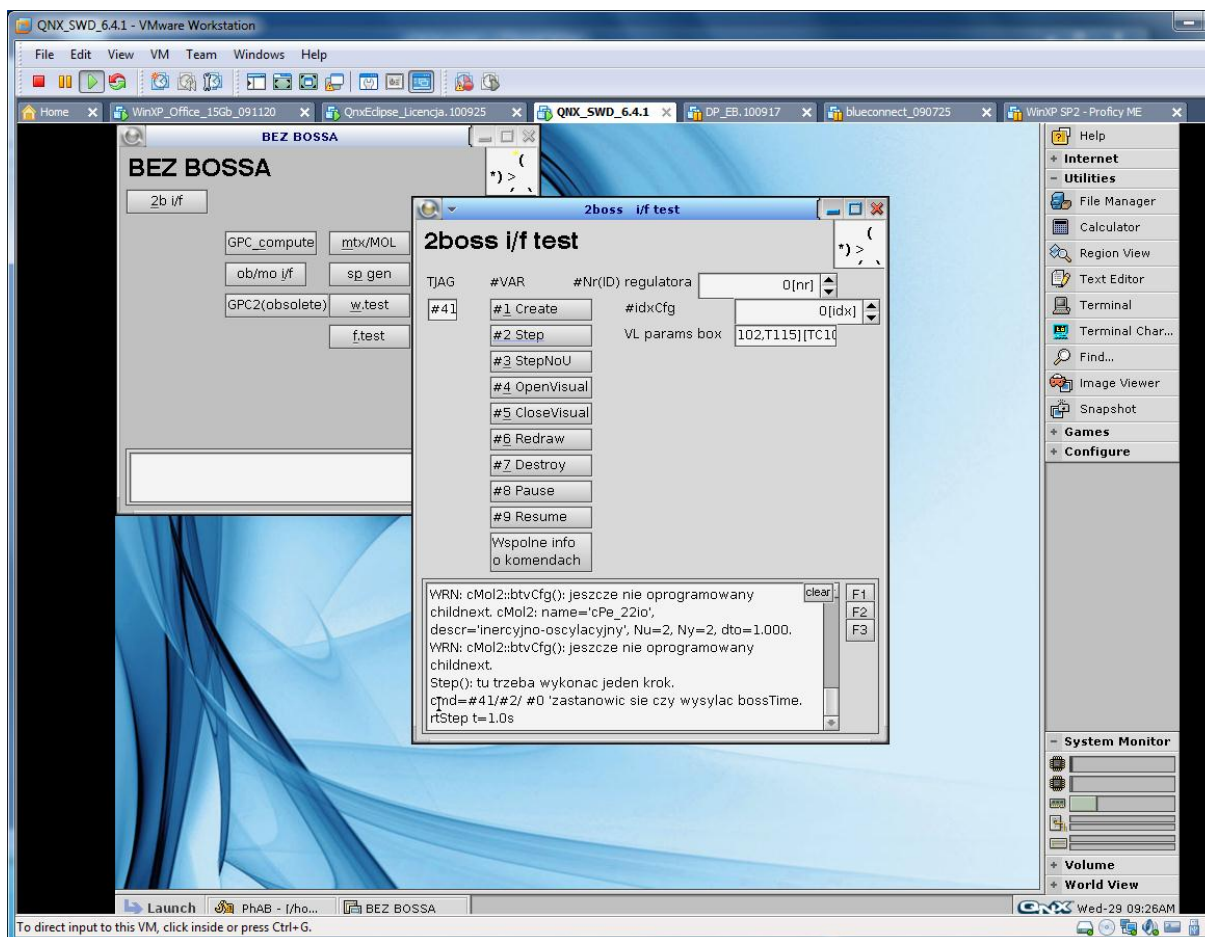 QNX_SWD_6.4.1 - VMware Workstation
File Edit View VM Team Windows Help
Home WinXP_Office_15Gb_091120 QnxEclipse_Licencja.100925 QNX_SWD_6.4.1 DP_EB.100917 blueconnect_090725 WinXP SP2 - Proficy ME
BEZ BOSSA
BEZ BOSSA
2b i/f
GPC_compute mtx/MOL
ob/mo i/f sp gen
GPC2(obsolete) w.test
f.test
2boss i/f test
2boss i/f test
TJAG #VAR #Nr(ID) regulatora 0[nr]
#41 #1 Create #idxCfg 0[idx]
#2 Step VL params box 102,T115][TC10
#3 StepNoU
#4 OpenVisual
#5 CloseVisual
#6 Redraw
#7 Destroy
#8 Pause
#9 Resume
Wspolne info
o komendach
WRN: cMol2::btvCfg(): jeszcze nie oprogramowany
childnext. cMol2: name='cPe_22io',
descr='inercyjno-oscylacyjny', Nu=2, Ny=2, dto=1.000.
WRN: cMol2::btvCfg(): jeszcze nie oprogramowany
childnext.
Step(): tu trzeba wykonac jeden krok.
cmd=#41/#2/ #0 'zastanowic sie czy wysylac bossTime.
rtStep t=1.0s
clear
F1
F2
F3
Help
+ Internet
- Utilities
File Manager
Calculator
Region View
Text Editor
Terminal
Terminal Char...
Find...
Image Viewer
Snapshot
+ Games
+ Configure
- System Monitor
+ Volume
+ World View
Launch PhAB - [/ho... BEZ BOSSA QNX Wed-29 09:26AM
To direct input to this VM, click inside or press Ctrl+G.